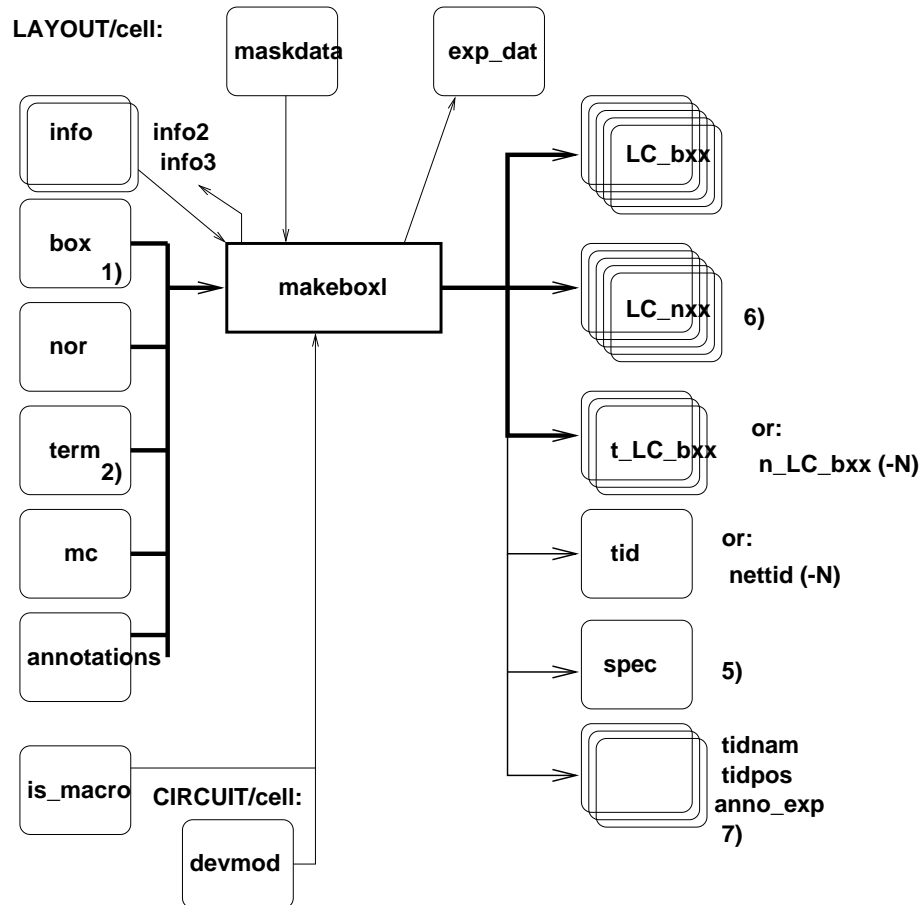 LAYOUT/cell:
maskdata
exp_dat
info
info2
info3
LC_bxx
box
1)
makeboxl
nor
LC_nxx
6)
term
2)
t_LC_bxx
or:
n_LC_bxx (-N)
mc
tid
or:
nettid (-N)
annotations
spec
5)
is_macro
CIRCUIT/cell:
devmod
tidnam
tidpos
anno_exp
7)